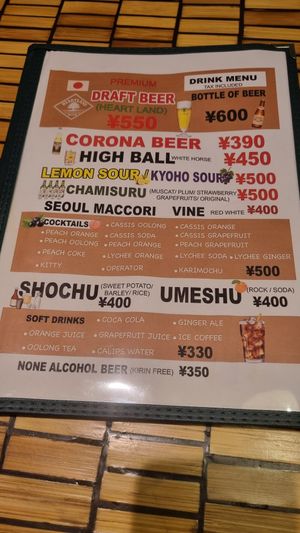 PREMIUM
DRAFT BEER
(HEART LAND)
¥550
DRINK MENU
TAX INCLUDED
BOTTLE OF BEER
¥600
CORONA BEER ¥390
HIGH BALL WHITE HORSE ¥450
LEMON SOUR KYOHO SOUR ¥500
CHAMISURU (MUSCAT/ PLUM/ STRAWBERRY GRAPEFRUITS/ ORIGINAL) ¥500
SEOUL MACCORI VINE RED WHITE ¥400
COCKTAILS
• CASSIS OOLONG • CASSIS ORANGE
• PEACH ORANGE • CASSIS SODA • CASSIS GRAPEFRUIT
• PEACH OOLONG • PEACH SODA • PEACH GRAPEFRUIT
• PEACH COKE • LYCHEE ORANGE • LYCHEE SODA • LYCHEE GINGER
• KITTY • OPERATOR • KARIMOCHU ¥500
SHOCHU (SWEET POTATO/ BARLEY/ RICE) ¥400
UMESHU (ROCK / SODA) ¥400
SOFT DRINKS • COCA COLA • GINGER ALE
• ORANGE JUICE • GRAPEFRUIT JUICE • ICE COFFEE
• OOLONG TEA • CALIPS WATER ¥330
NONE ALCOHOL BEER (KIRIN FREE) ¥350